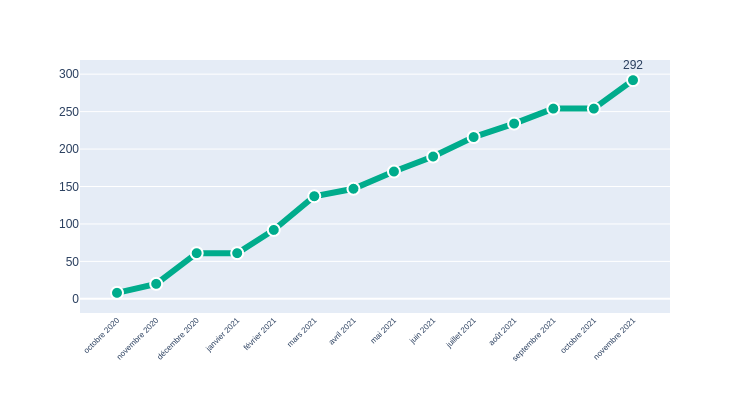 292
300
250
200
150
100
50
0
octobre 2020
novembre 2020
décembre 2020
janvier 2021
février 2021
mars 2021
avril 2021
mai 2021
juin 2021
juillet 2021
août 2021
septembre 2021
octobre 2021
novembre 2021